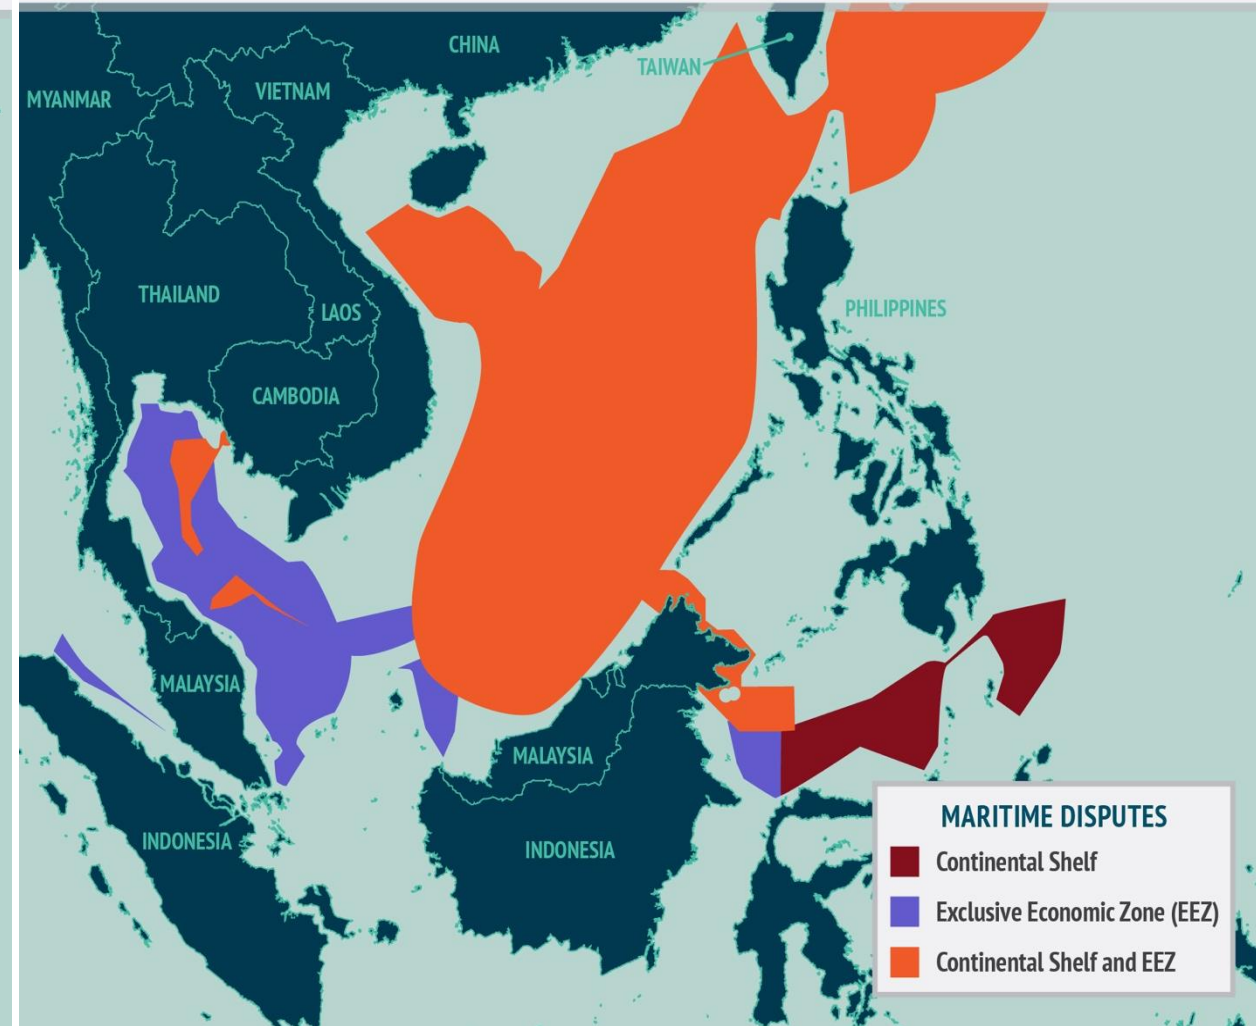 CHINA
TAIWAN
MYANMAR
VIETNAM
THAILAND
LAOS
PHILIPPINES
CAMBODIA
MALAYSIA
MALAYSIA
INDONESIA
INDONESIA
MARITIME DISPUTES
Continental Shelf
Exclusive Economic Zone (EEZ)
Continental Shelf and EEZ